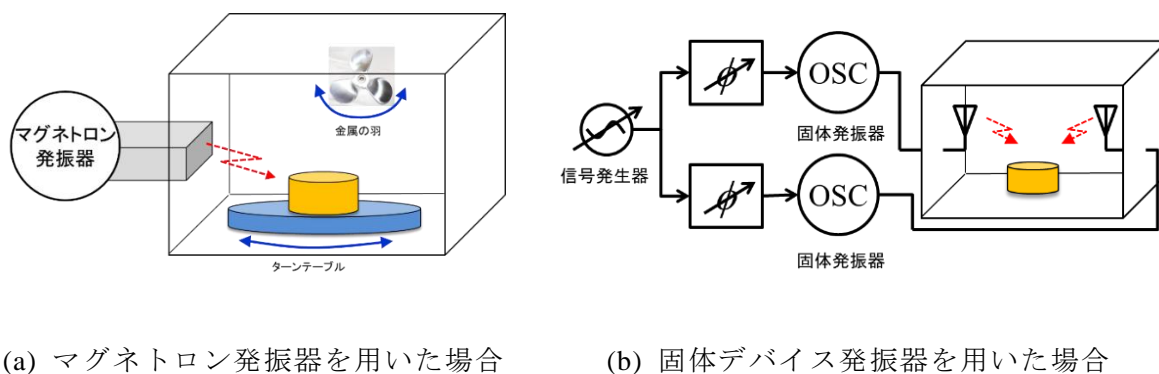 マグネトロン
発振器
金属の羽
ターンテーブル
(a) マグネトロン発振器を用いた場合
信号発生器
ϕ
OSC
固体発振器
ϕ
OSC
固体発振器
(b) 固体デバイス発振器を用いた場合